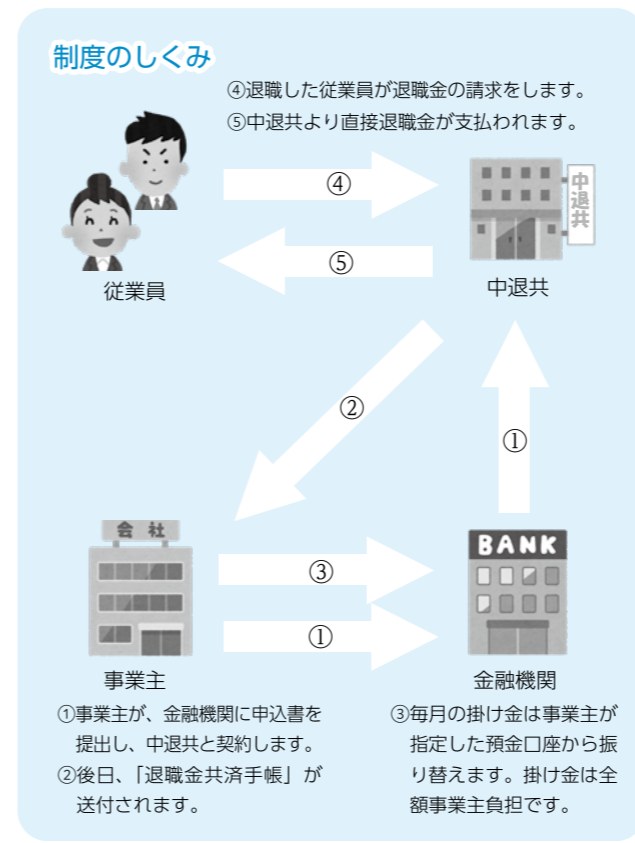 制度のしくみ
④退職した従業員が退職金の請求をします。
⑤中退共より直接退職金が支払われます。
④
中退共
⑤
従業員
中退共
②
①
会社
BANK
③
①
事業主
金融機関
①事業主が、金融機関に申込書を
提出し、中退共と契約します。
②後日、「退職金共済手帳」が
送付されます。
③毎月の掛け金は事業主が
指定した預金口座から振
り替えます。掛け金は全
額事業主負担です。